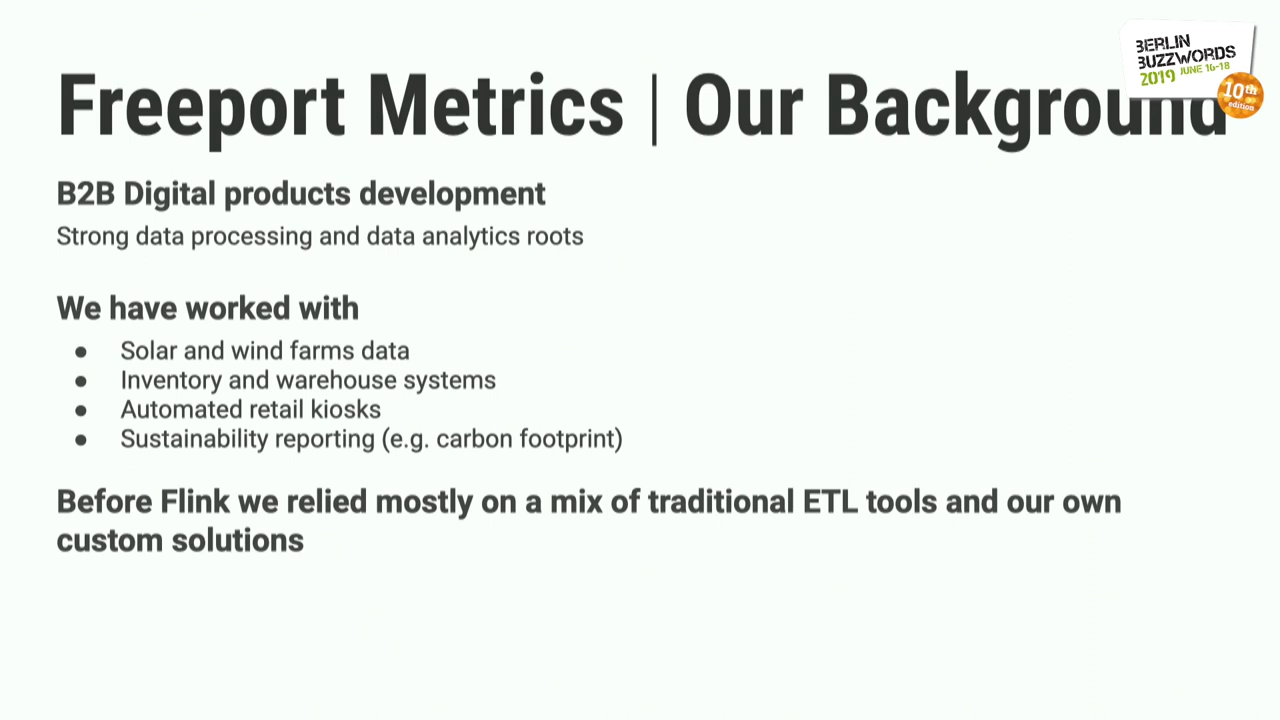 Freeport Metrics | Our Background
BERLIN
BUZZWORDS
2019 JUNE 16-18
10th
edition
B2B Digital products development
Strong data processing and data analytics roots
We have worked with
● Solar and wind farms data
● Inventory and warehouse systems
● Automated retail kiosks
● Sustainability reporting (e.g. carbon footprint)
Before Flink we relied mostly on a mix of traditional ETL tools and our own
custom solutions